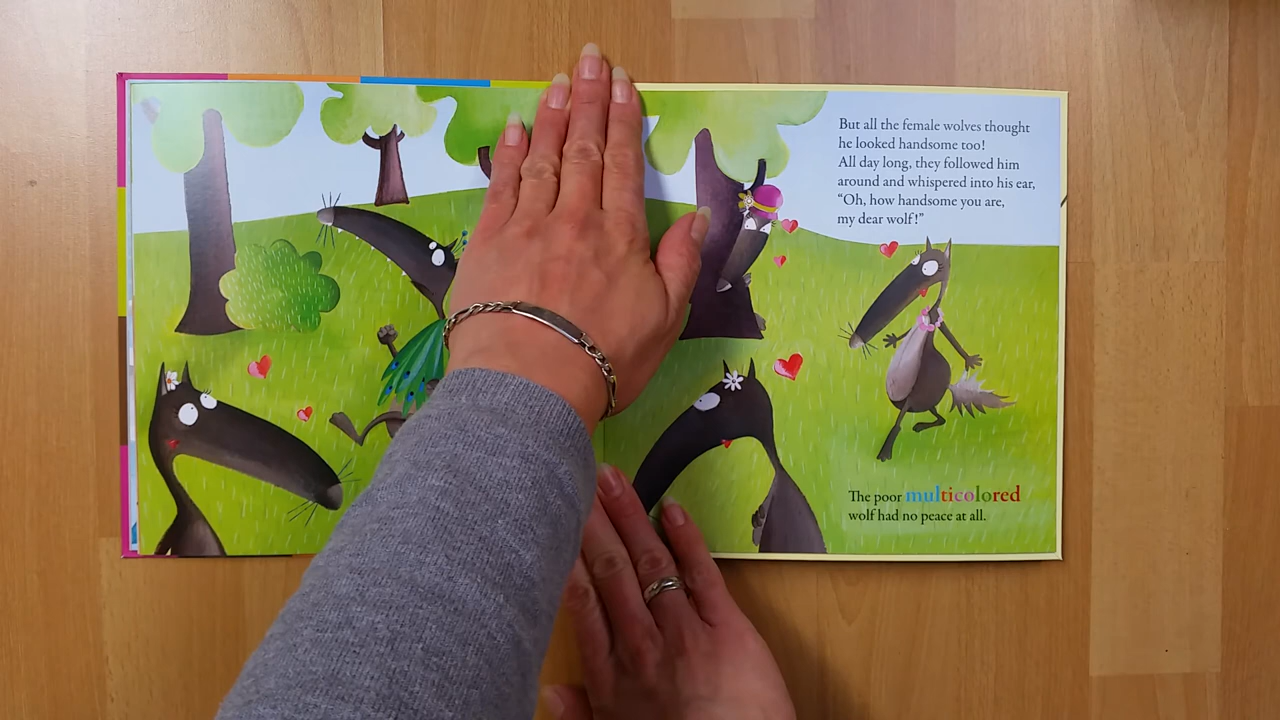 But all the female wolves thought
he looked handsome too!
All day long, they followed him
around and whispered into his ear,
“Oh, how handsome you are,
my dear wolf!”
The poor multicolored
wolf had no peace at all.